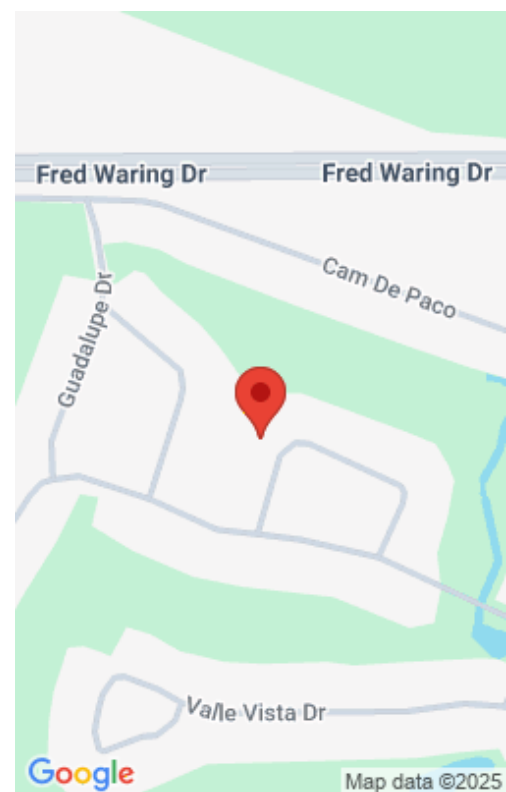 Fred Waring Dr
Fred Waring Dr
Cam De Paco
Guadalupe Dr
Valle Vista Dr
Google
Map data ©2025